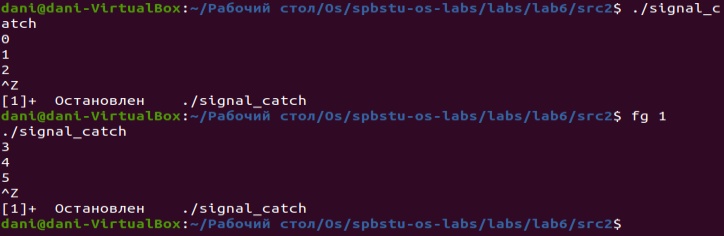 dani@dani-VirtualBox:~/Рабочий стол/Os/spbstu-os-labs/labs/lab6/src2$ ./signal_c
atch
0
1
2
^Z
[1]+  Остановлен    ./signal_catch
dani@dani-VirtualBox:~/Рабочий стол/Os/spbstu-os-labs/labs/lab6/src2$ fg 1
./signal_catch
3
4
5
^Z
[1]+  Остановлен    ./signal_catch
dani@dani-VirtualBox:~/Рабочий стол/Os/spbstu-os-labs/labs/lab6/src2$